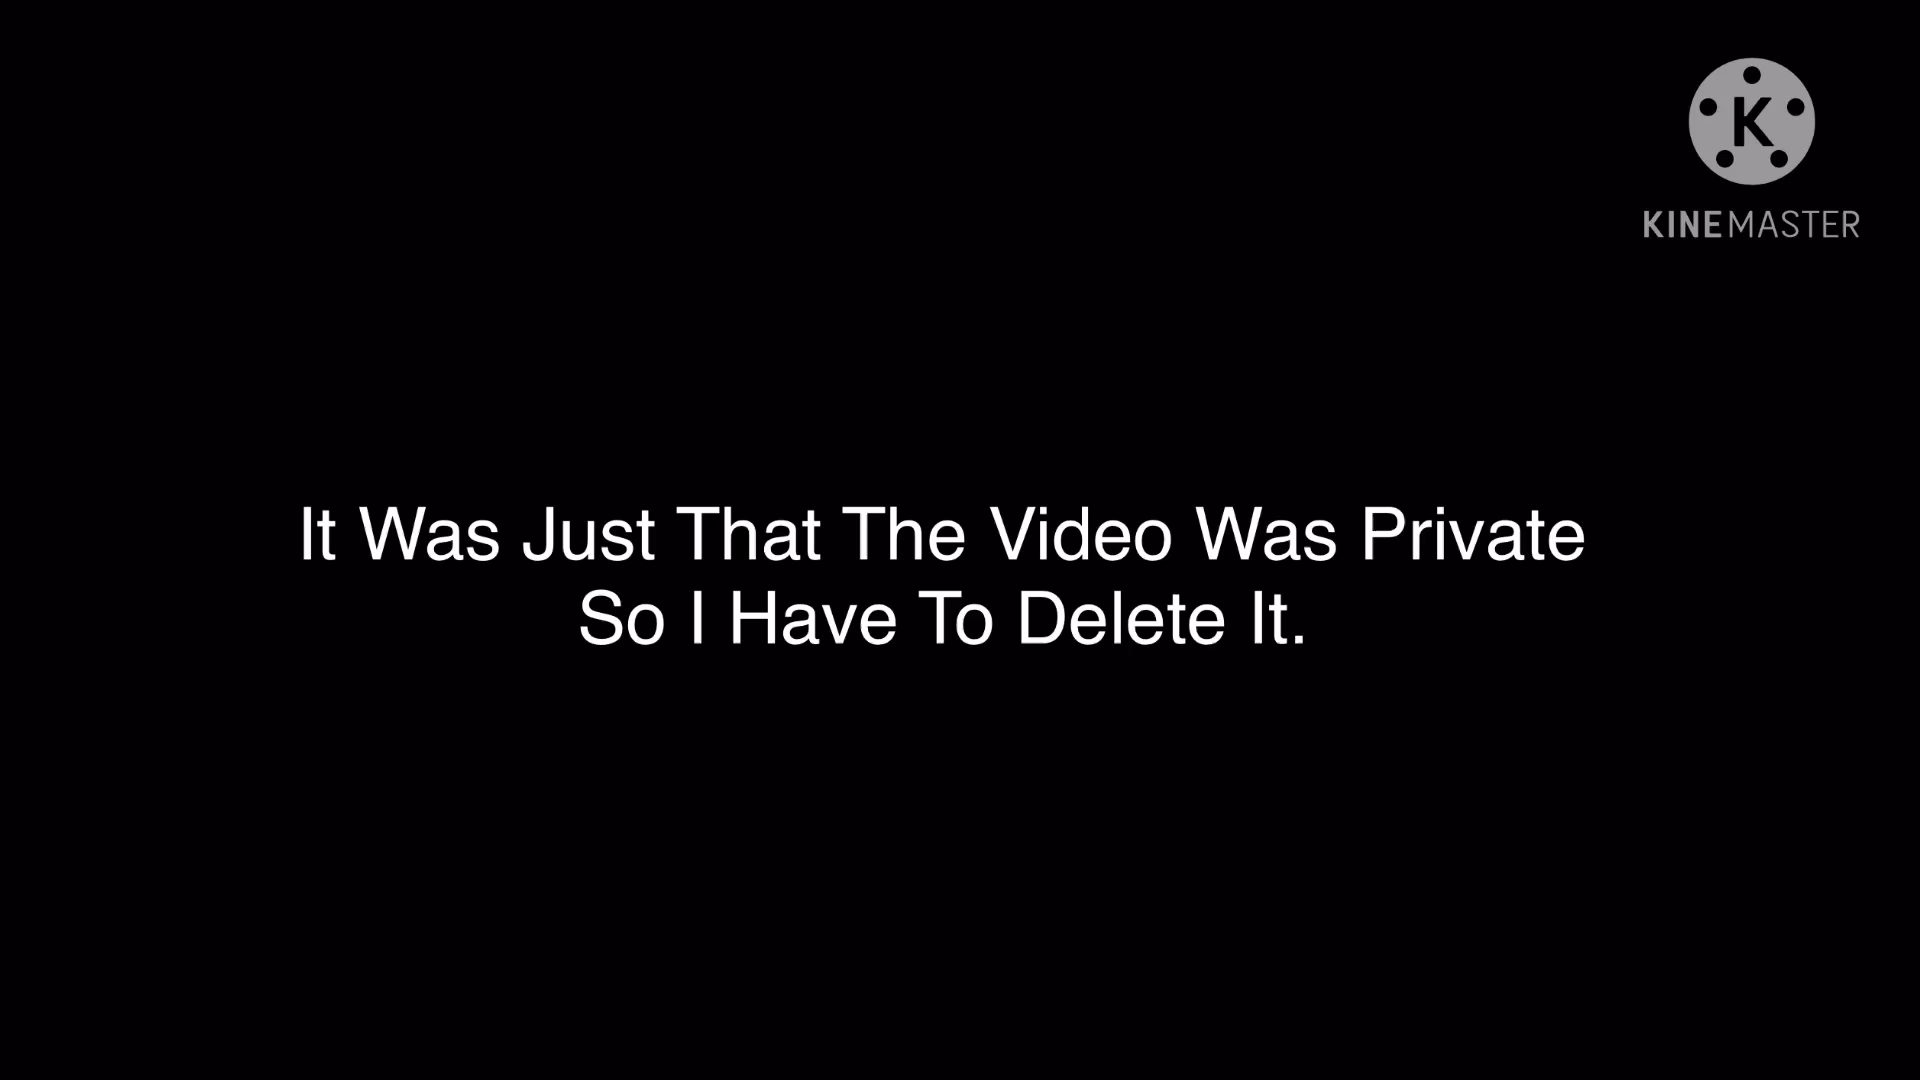 K
KINEMASTER
It Was Just That The Video Was Private
So I Have To Delete It.